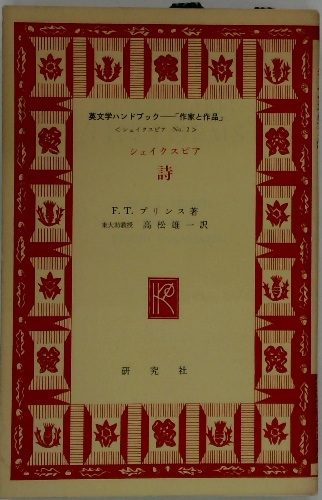 英文学ハンドブック——「作家と作品」
<シェイクスピア No. 2>
シェイクスピア
詩
F.T. プリンス著
東大助教授 高松雄一訳
研究社